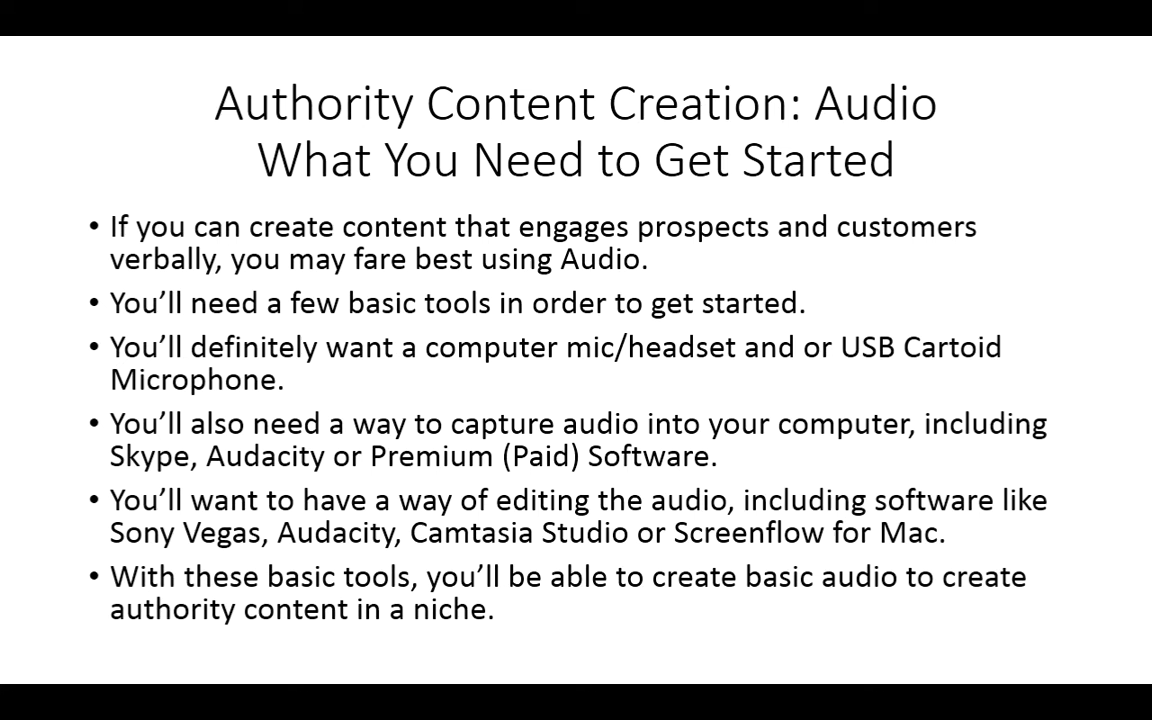 Authority Content Creation: Audio
What You Need to Get Started
• If you can create content that engages prospects and customers
verbally, you may fare best using Audio.
• You’ll need a few basic tools in order to get started.
• You’ll definitely want a computer mic/headset and or USB Cartoid
Microphone.
• You’ll also need a way to capture audio into your computer, including
Skype, Audacity or Premium (Paid) Software.
• You’ll want to have a way of editing the audio, including software like
Sony Vegas, Audacity, Camtasia Studio or Screenflow for Mac.
• With these basic tools, you’ll be able to create basic audio to create
authority content in a niche.